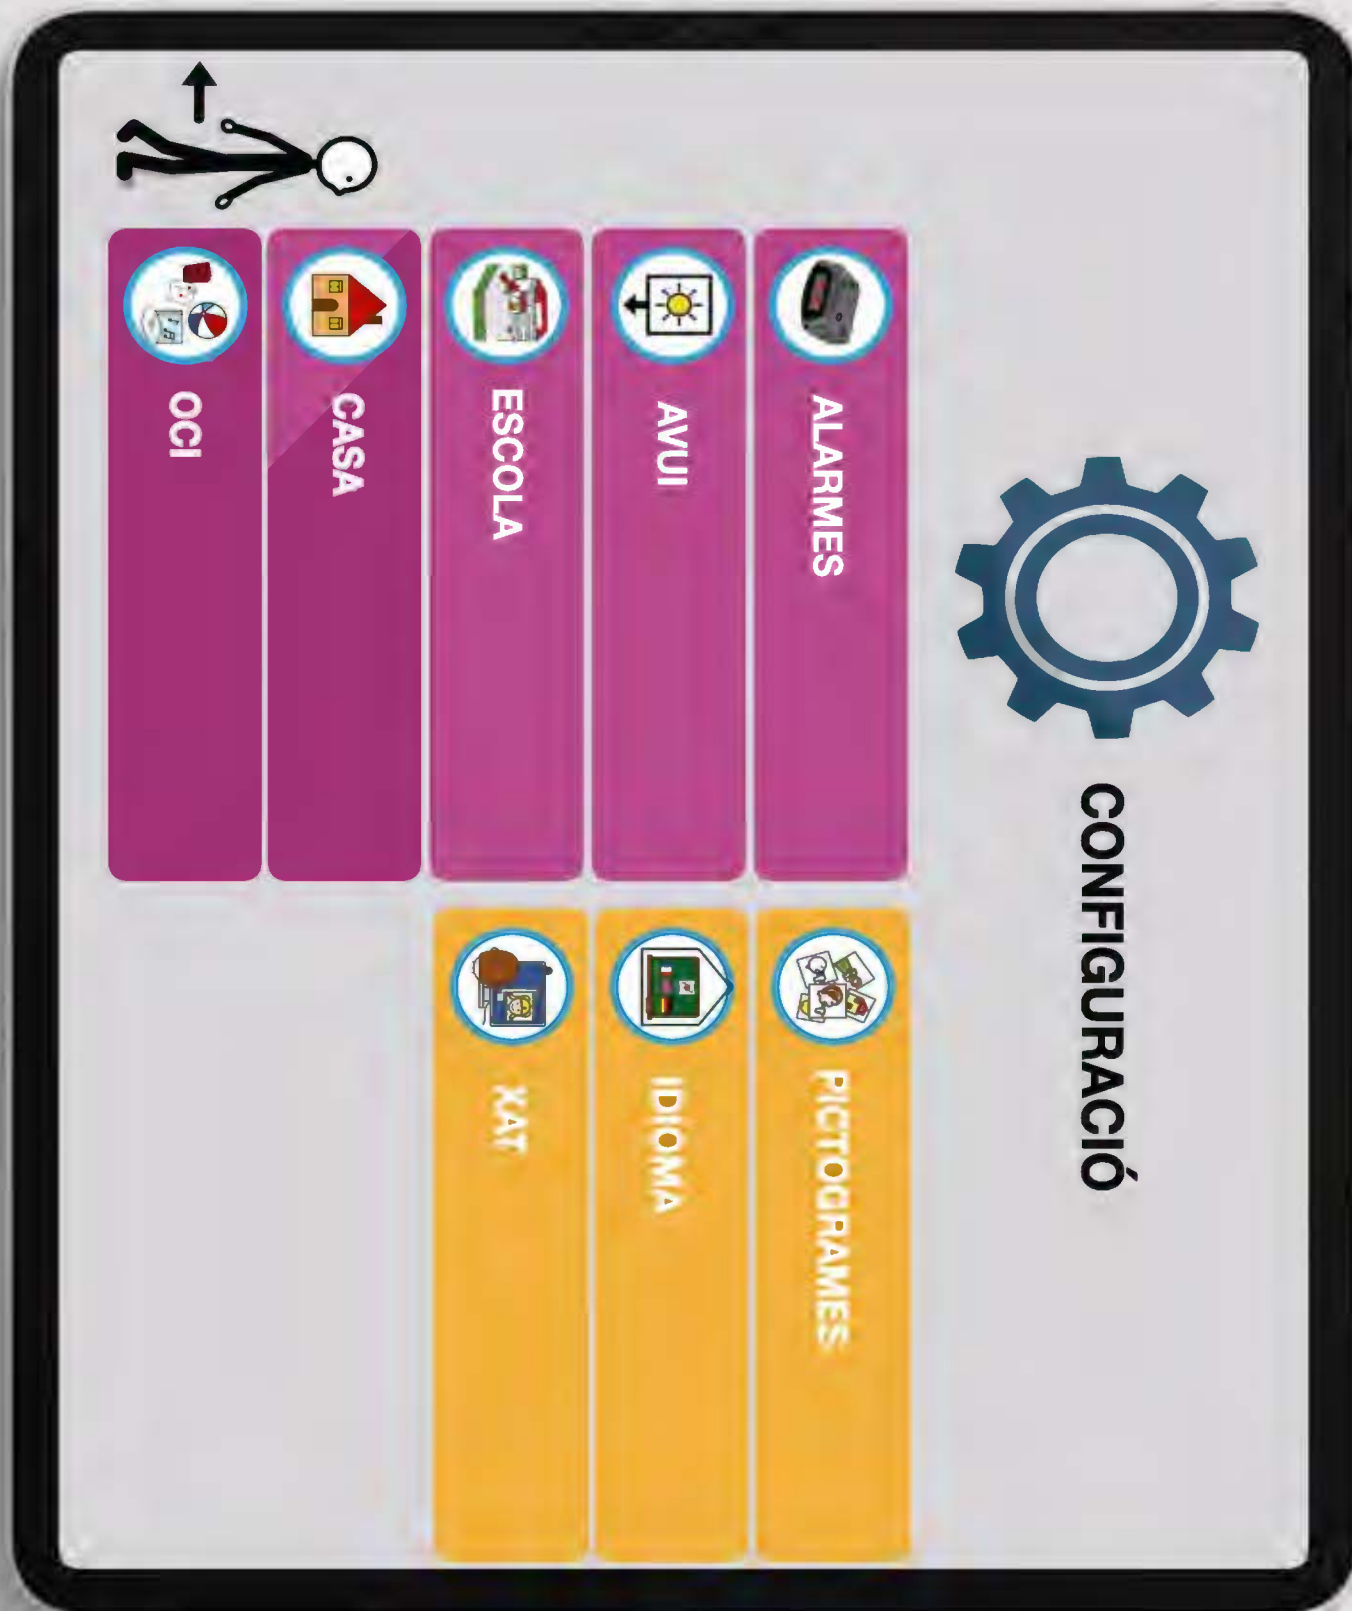 CONFIGURACIÓ
ALARMES
AVUI
ESCOLA
CASA
OCI
PICTOGRAMES
IDIOMA
XAT